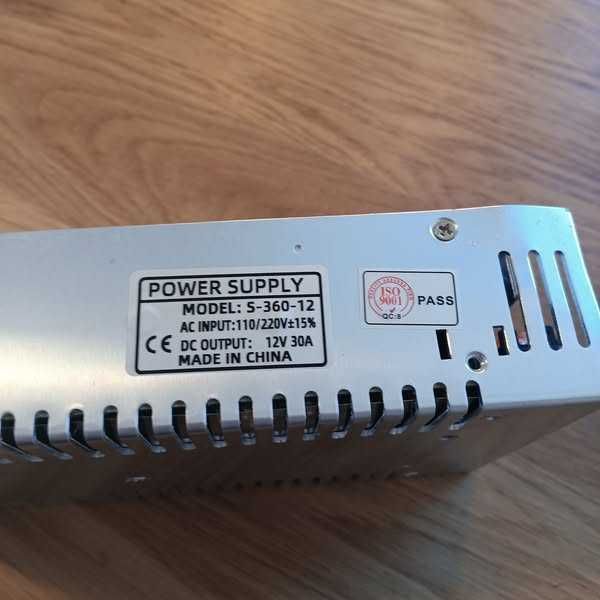 POWER SUPPLY
MODEL: S-360-12
AC INPUT:110/220V±15%
DC OUTPUT: 12V 30A
CE
MADE IN CHINA
ISO
9001
QC:8
PASS